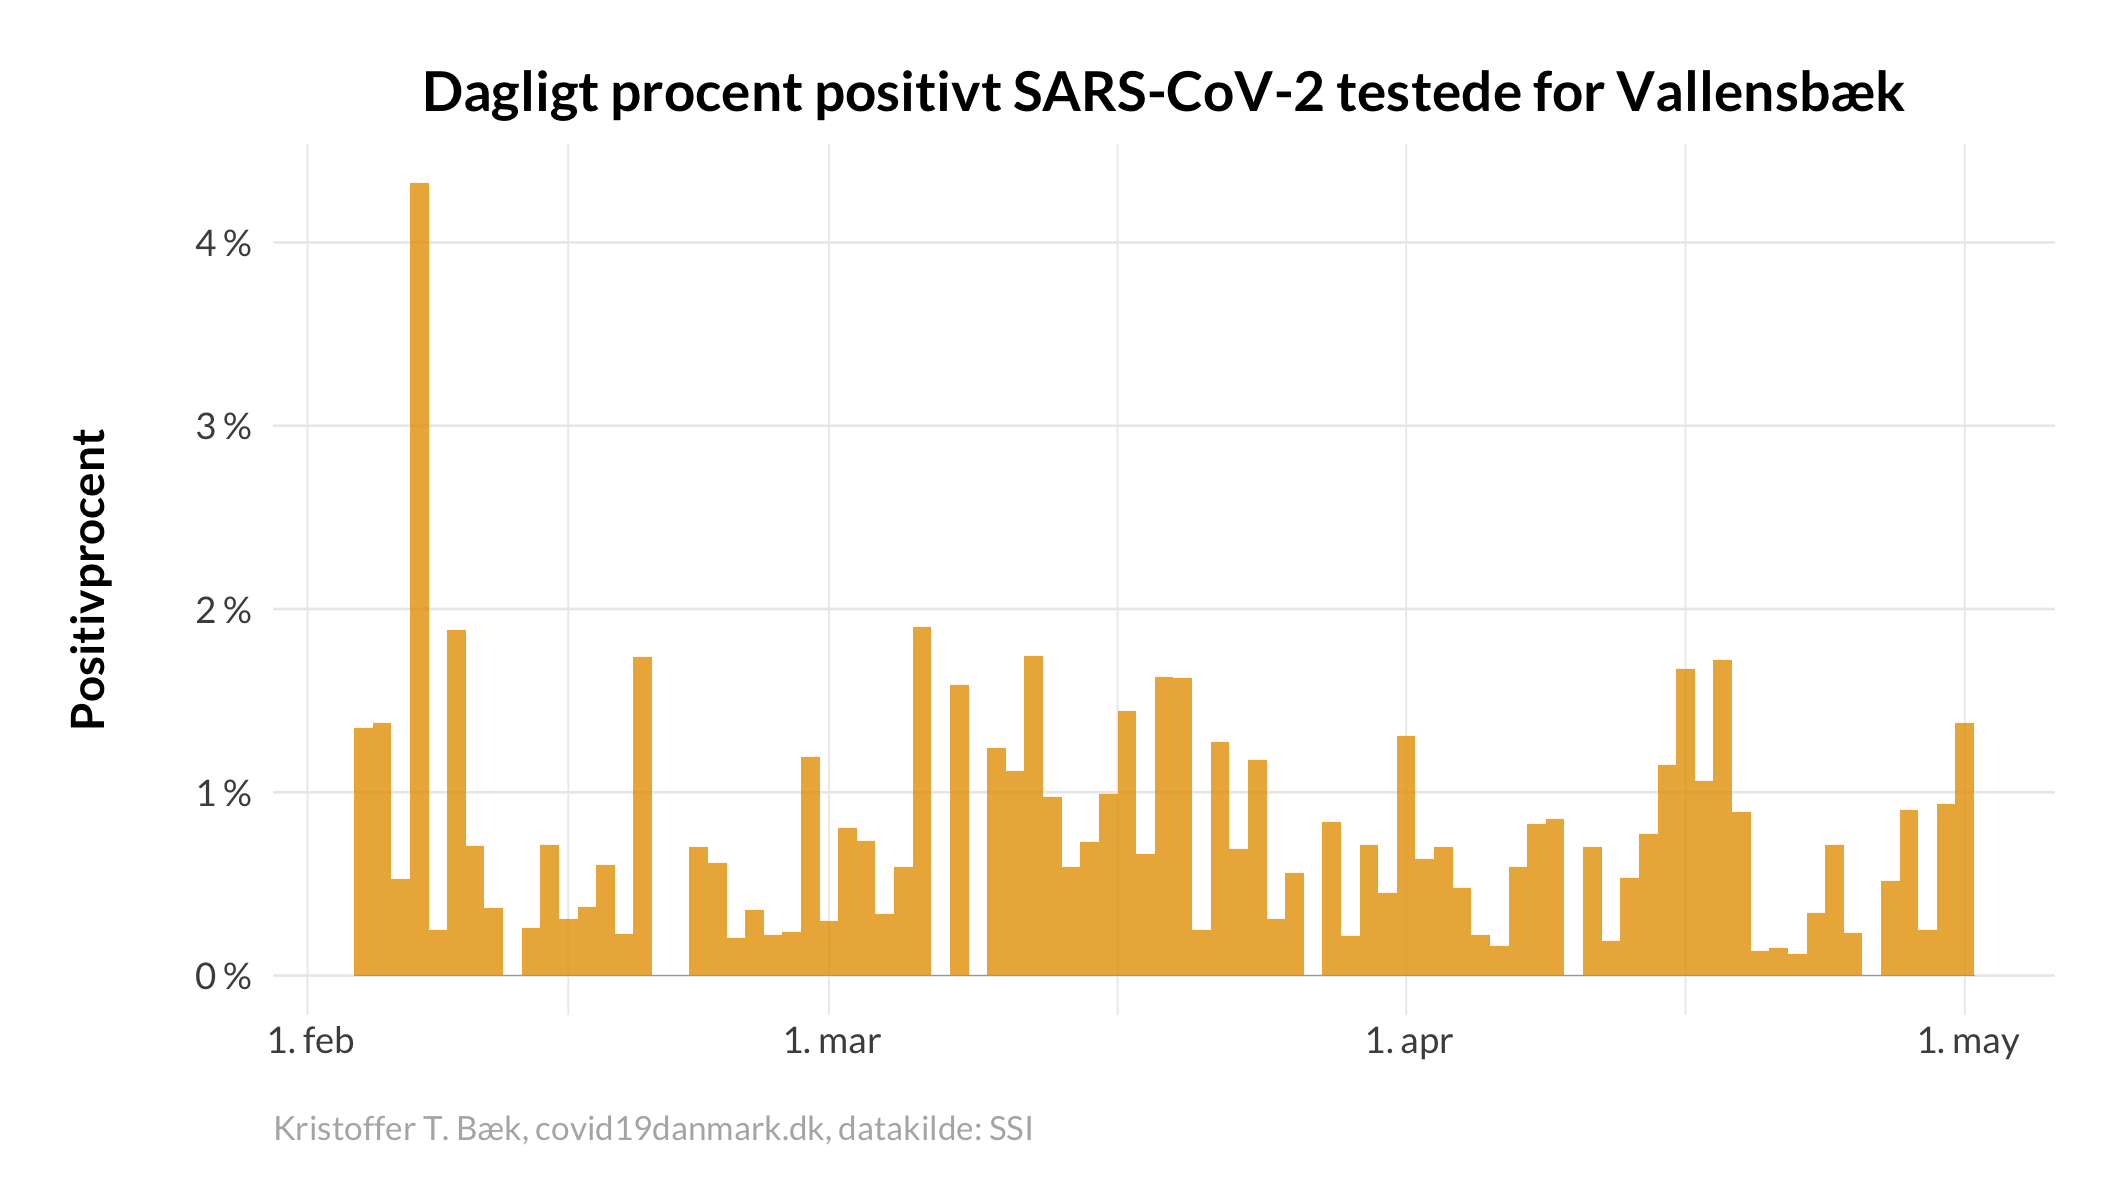 Dagligt procent positivt SARS-CoV-2 testede for Vallensbæk
Positivprocent
4 %
3 %
2 %
1 %
0 %
1. feb
1. mar
1. apr
1. may
Kristoffer T. Bæk, covid19danmark.dk, datakilde: SSI